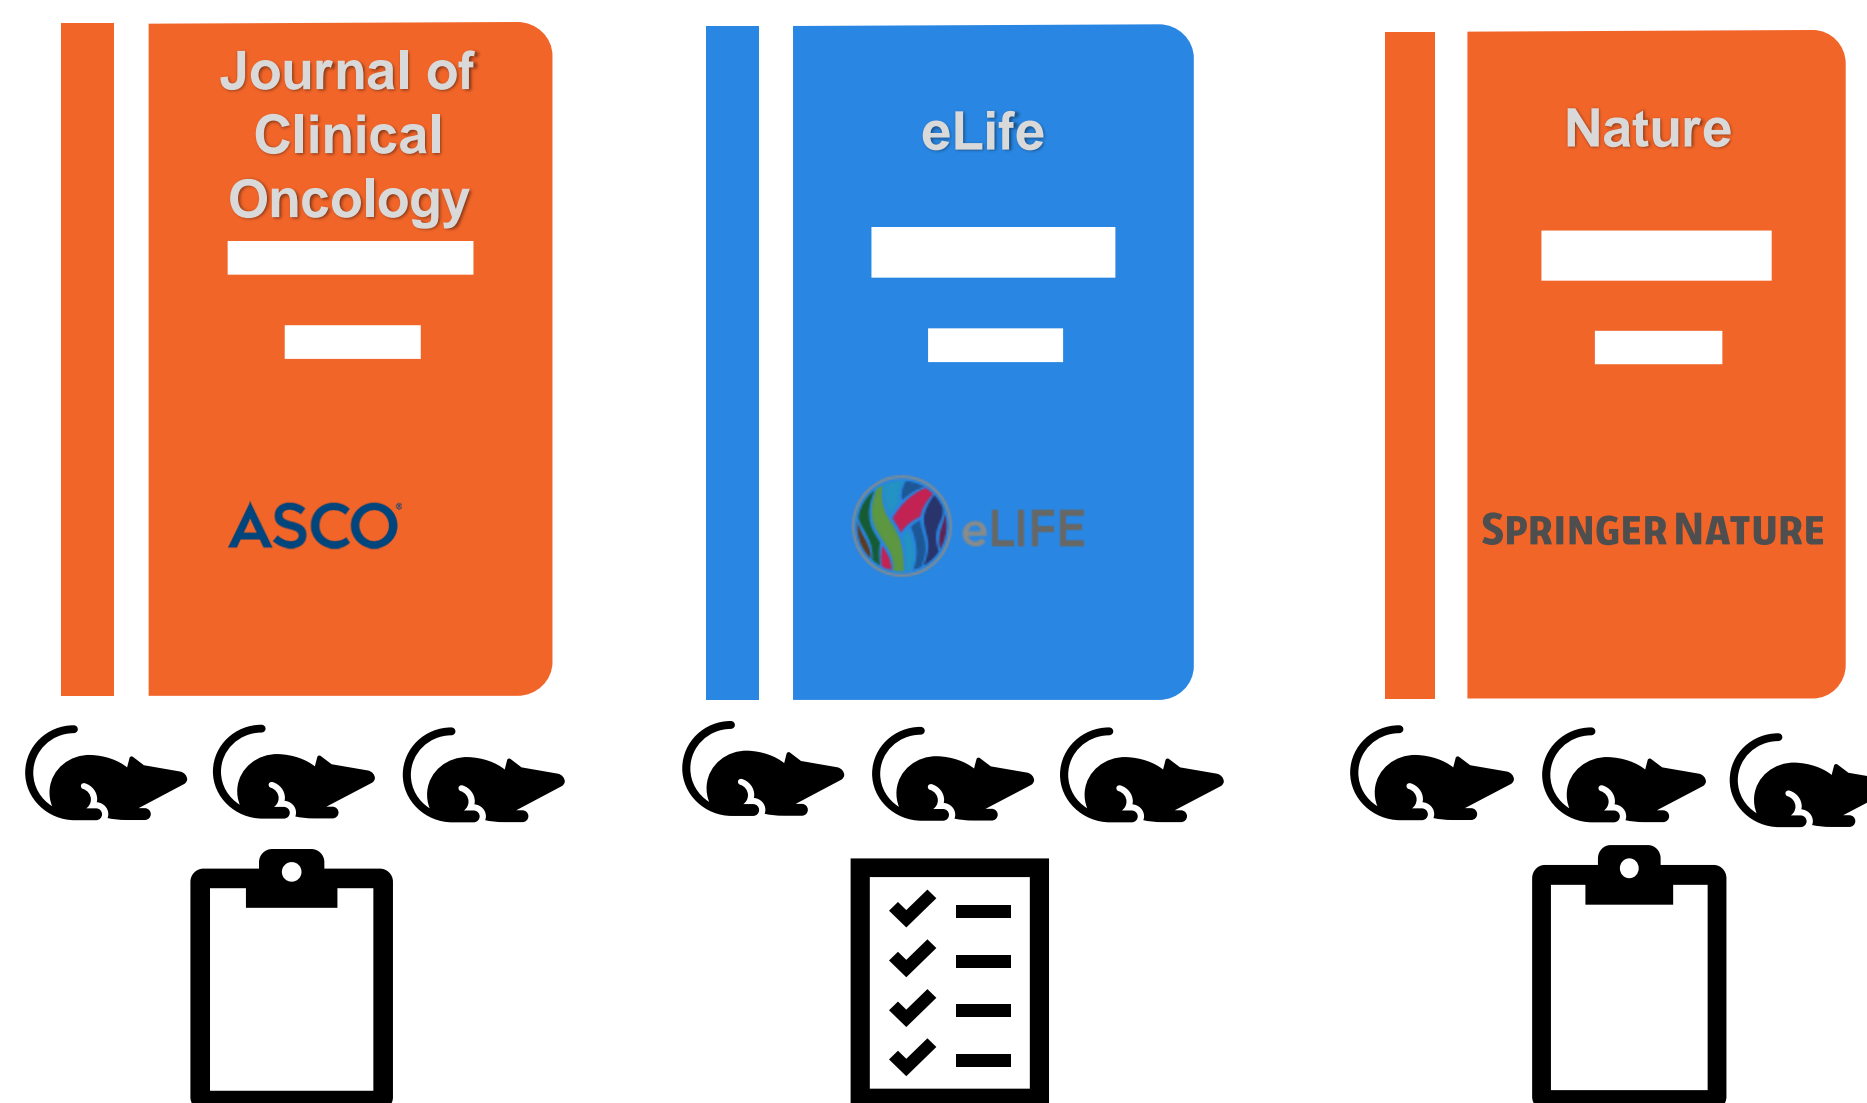 Journal of
Clinical
Oncology
ASCO®
eLife
eLIFE
Nature
SPRINGER NATURE